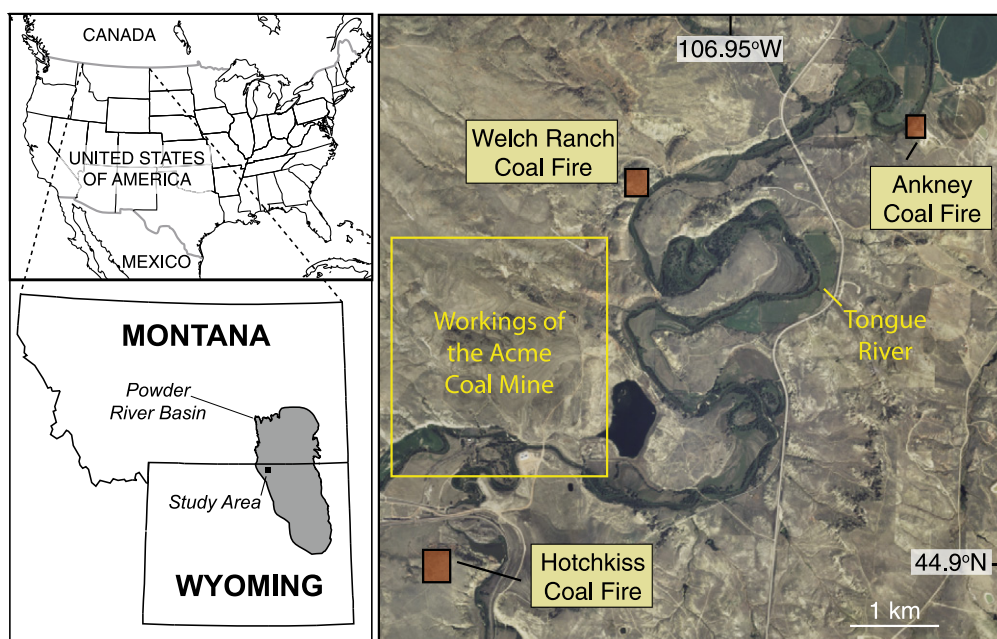 CANADA
UNITED STATES
OF AMERICA
MEXICO
MONTANA
Powder
River Basin
Study Area
WYOMING
106.95°W
Welch Ranch
Coal Fire
Ankney
Coal Fire
Workings of
the Acme
Coal Mine
Tongue
River
Hotchkiss
Coal Fire
44.9°N
1 km